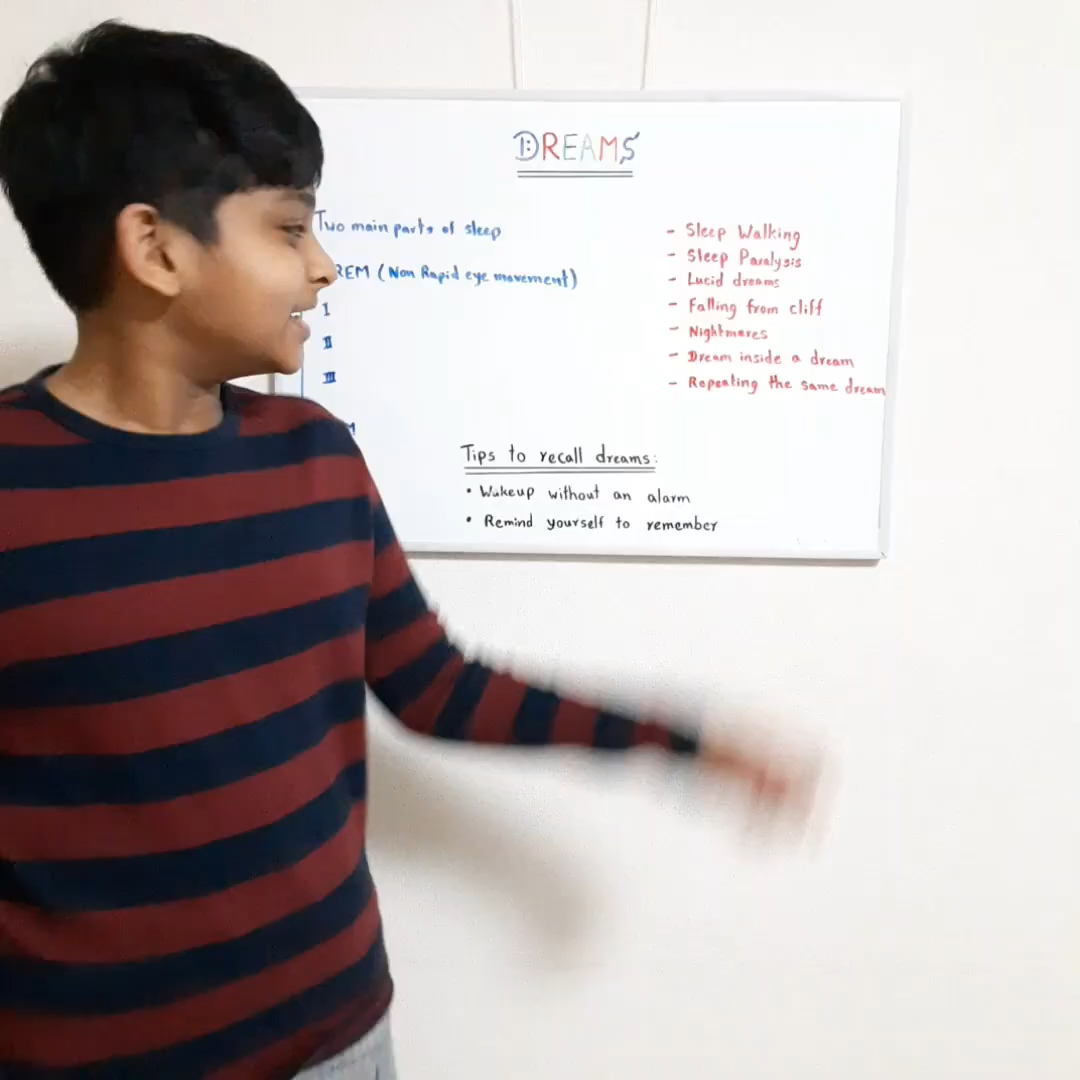 DREAMS
Two main parts of sleep
REM (Non Rapid eye movement)
I
II
III
- Sleep Walking
- Sleep Paralysis
- Lucid dreams
- Falling from cliff
- Nightmares
- Dream inside a dream
- Repeating the same dream
Tips to recall dreams:
• Wakeup without an alarm
• Remind yourself to remember